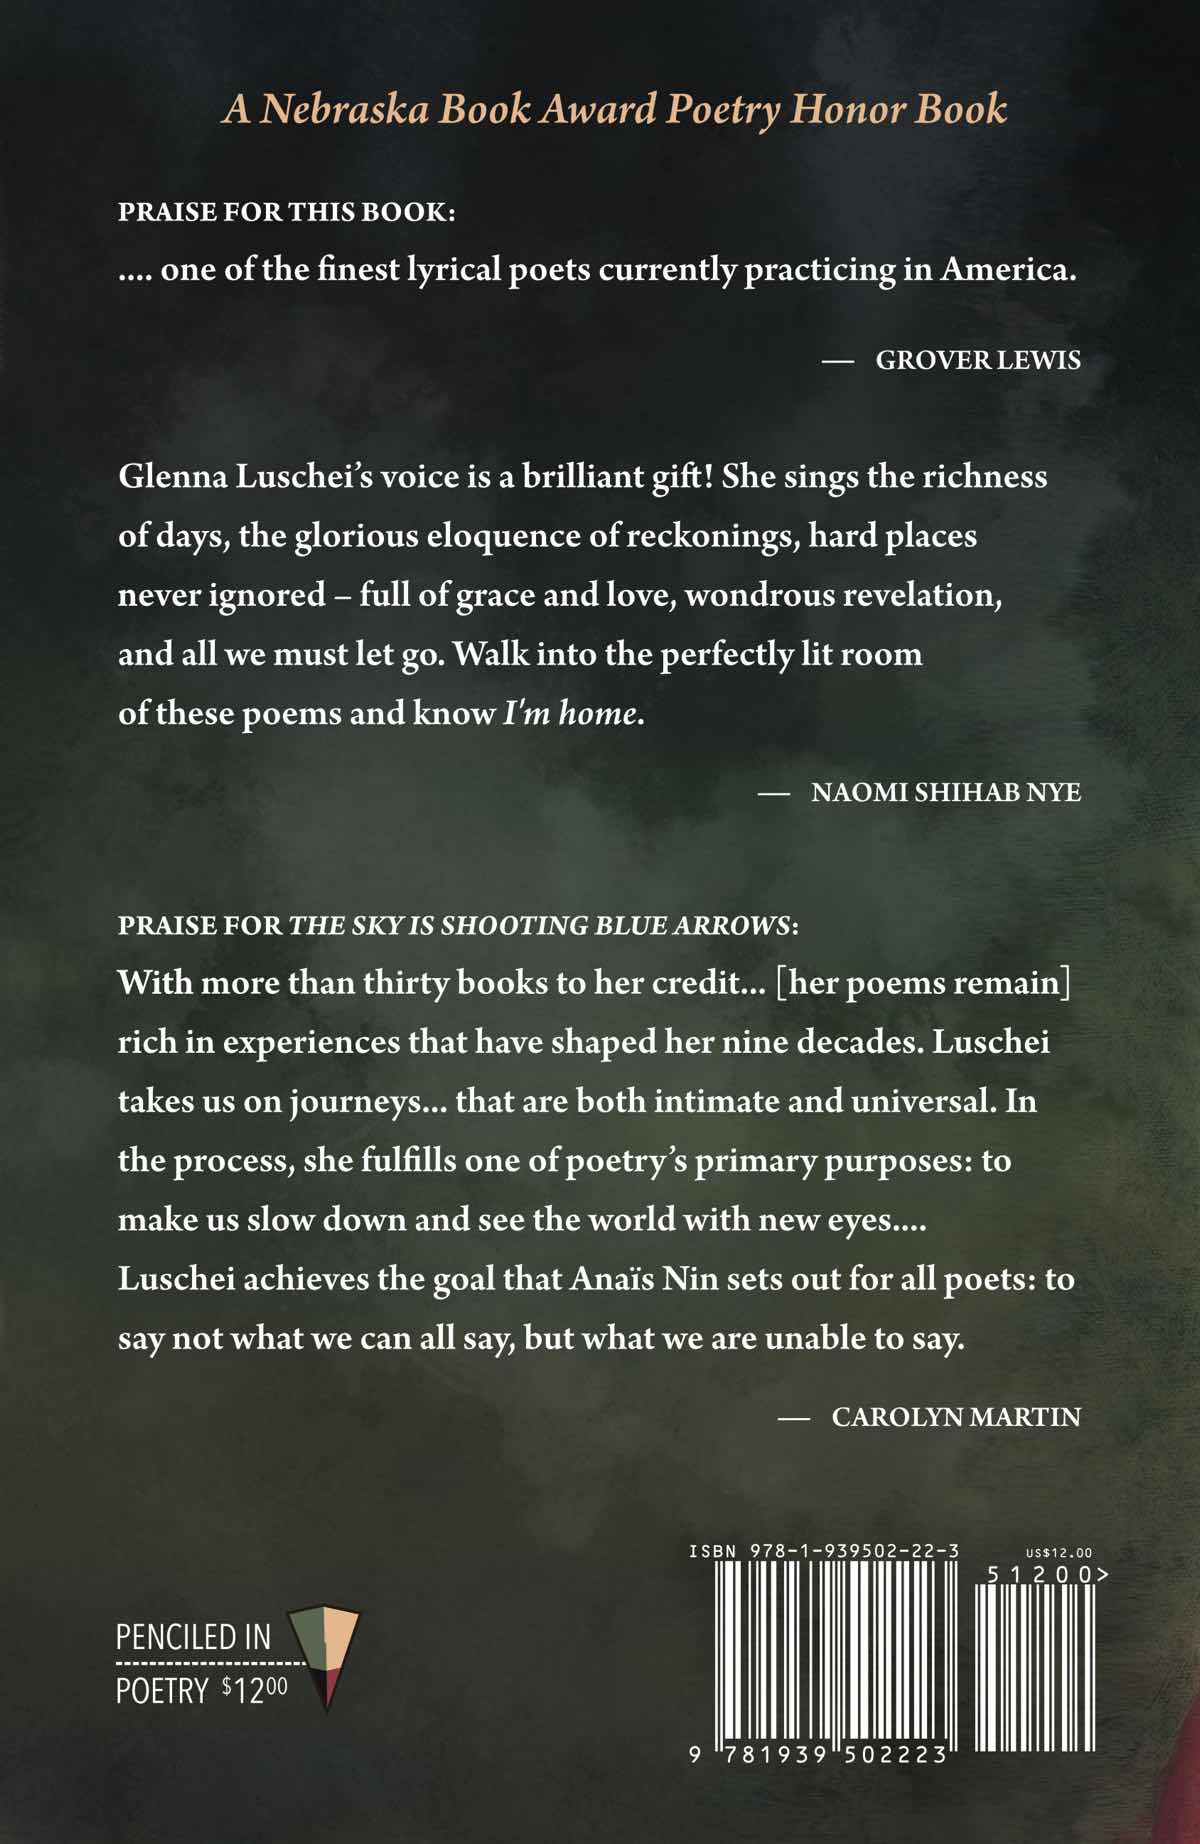 A Nebraska Book Award Poetry Honor Book
PRAISE FOR THIS BOOK:
.... one of the finest lyrical poets currently practicing in America.
— GROVER LEWIS
Glenna Luschei’s voice is a brilliant gift! She sings the richness
of days, the glorious eloquence of reckonings, hard places
never ignored – full of grace and love, wondrous revelation,
and all we must let go. Walk into the perfectly lit room
of these poems and know I'm home.
— NAOMI SHIHAB NYE
PRAISE FOR THE SKY IS SHOOTING BLUE ARROWS:
With more than thirty books to her credit... [her poems remain]
rich in experiences that have shaped her nine decades. Luschei
takes us on journeys... that are both intimate and universal. In
the process, she fulfills one of poetry’s primary purposes: to
make us slow down and see the world with new eyes....
Luschei achieves the goal that Anaïs Nin sets out for all poets: to
say not what we can all say, but what we are unable to say.
— CAROLYN MARTIN
PENCILED IN
POETRY $1200
ISBN 978-1-939502-22-3
US$12.00
51200>
9 781939 502223